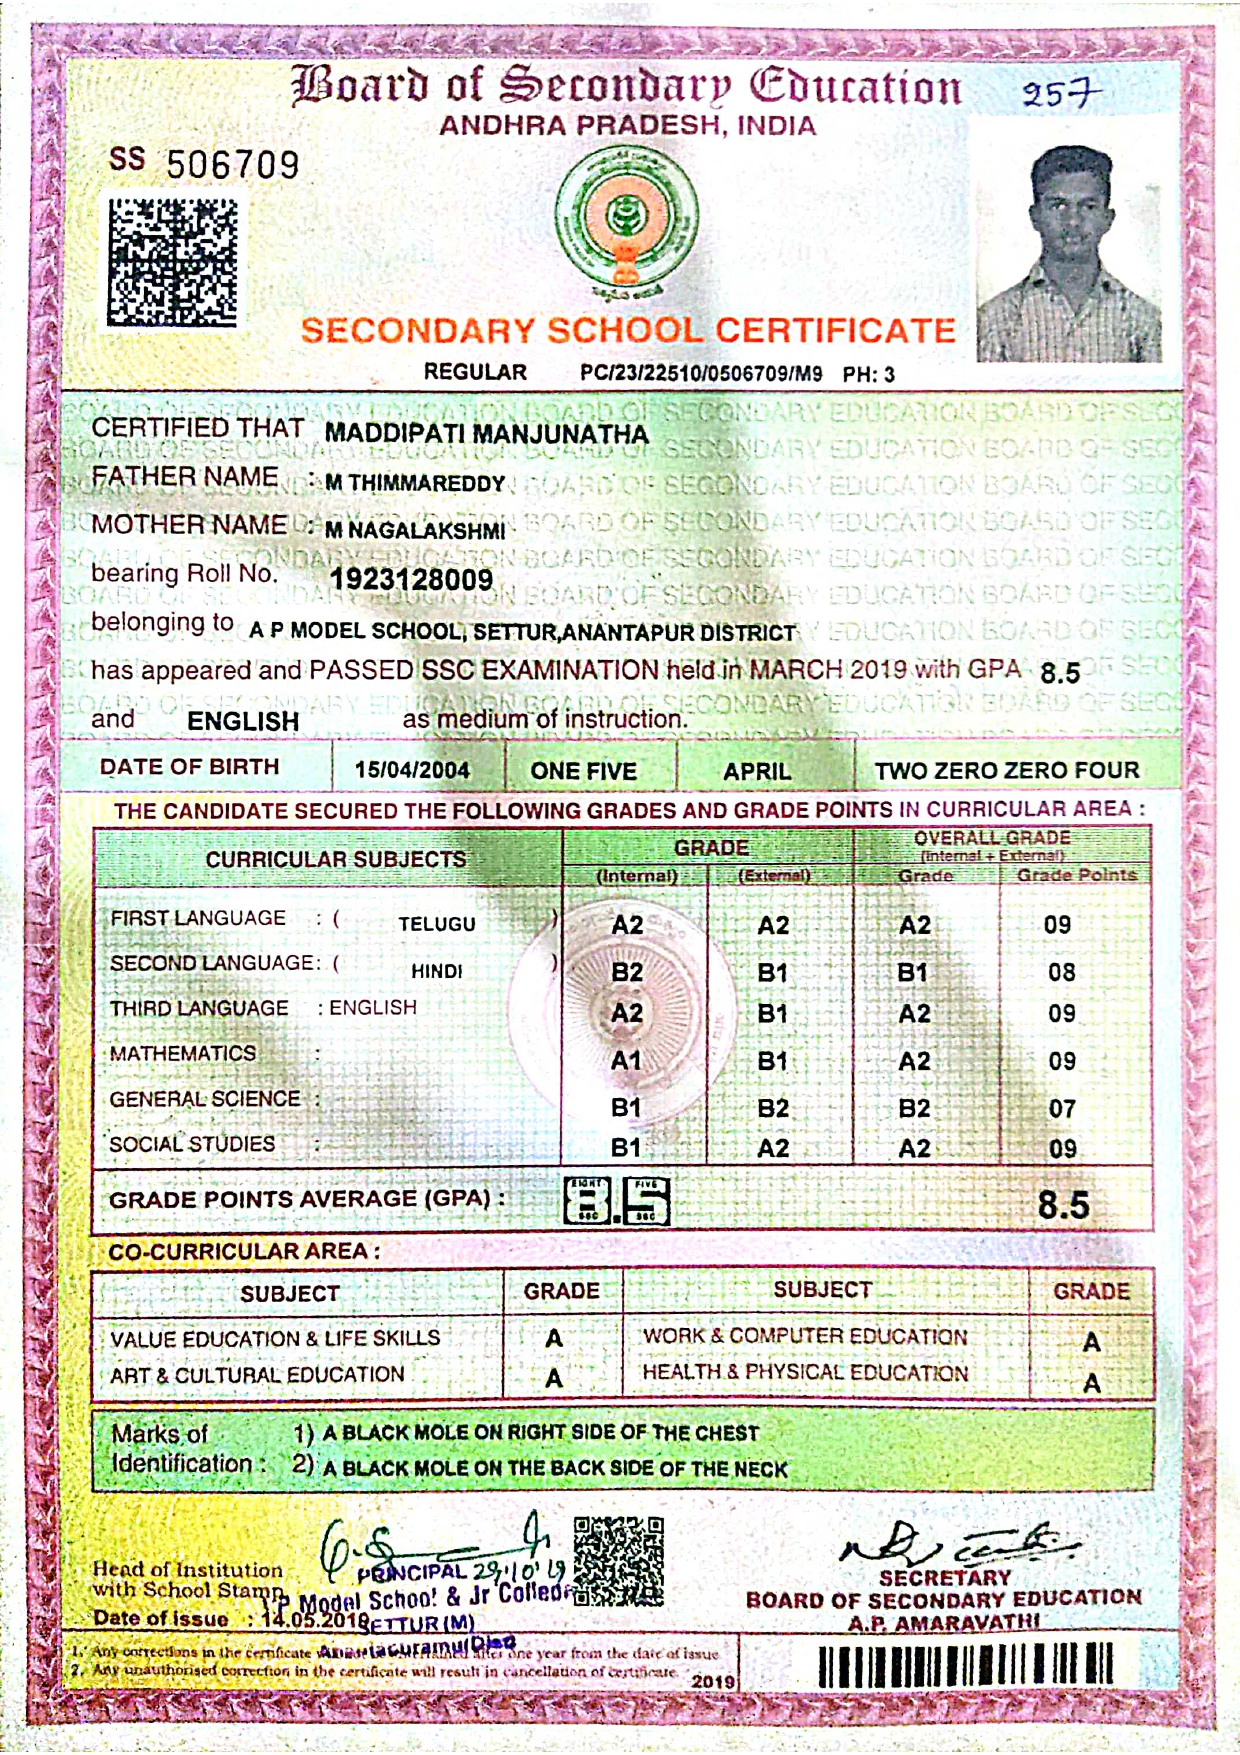 Board of Secondary Education
257
ANDHRA PRADESH, INDIA
SS 506709
SECONDARY SCHOOL CERTIFICATE
REGULAR PC/23/22510/0506709/M9 PH: 3
CERTIFIED THAT MADDIPATI MANJUNATHA
FATHER NAME : M THIMMAREDDY
MOTHER NAME : M NAGALAKSHMI
bearing Roll No. 1923128009
belonging to A P MODEL SCHOOL, SETTUR,ANANTAPUR DISTRICT
has appeared and PASSED SSC EXAMINATION held in MARCH 2019 with GPA 8.5
and ENGLISH as medium of instruction.
DATE OF BIRTH 15/04/2004 ONE FIVE APRIL TWO ZERO ZERO FOUR
THE CANDIDATE SECURED THE FOLLOWING GRADES AND GRADE POINTS IN CURRICULAR AREA :
CURRICULAR SUBJECTS GRADE OVERALL GRADE
(Internal + External)
(Internal) (External) Grade Grade Points
FIRST LANGUAGE : ( TELUGU ) A2 A2 A2 09
SECOND LANGUAGE: ( HINDI ) B2 B1 B1 08
THIRD LANGUAGE : ENGLISH A2 B1 A2 09
MATHEMATICS : A1 B1 A2 09
GENERAL SCIENCE : B1 B2 B2 07
SOCIAL STUDIES : B1 A2 A2 09
GRADE POINTS AVERAGE (GPA) : EIGHT 8 SSC . FIVE 5 SSC 8.5
CO-CURRICULAR AREA :
SUBJECT GRADE SUBJECT GRADE
VALUE EDUCATION & LIFE SKILLS A WORK & COMPUTER EDUCATION A
ART & CULTURAL EDUCATION A HEALTH & PHYSICAL EDUCATION A
Marks of 1) A BLACK MOLE ON RIGHT SIDE OF THE CHEST
Identification : 2) A BLACK MOLE ON THE BACK SIDE OF THE NECK
Head of Institution PRINCIPAL 29.10.19
with School Stamp P Model School & Jr College
Date of issue : 14.05.2019 SETTUR (M)
SECRETARY
BOARD OF SECONDARY EDUCATION
A.P. AMARAVATHI
1. Any corrections in the certificate after one year from the date of issue
2. Any unauthorised correction in the certificate will result in cancellation of certificate.
2019